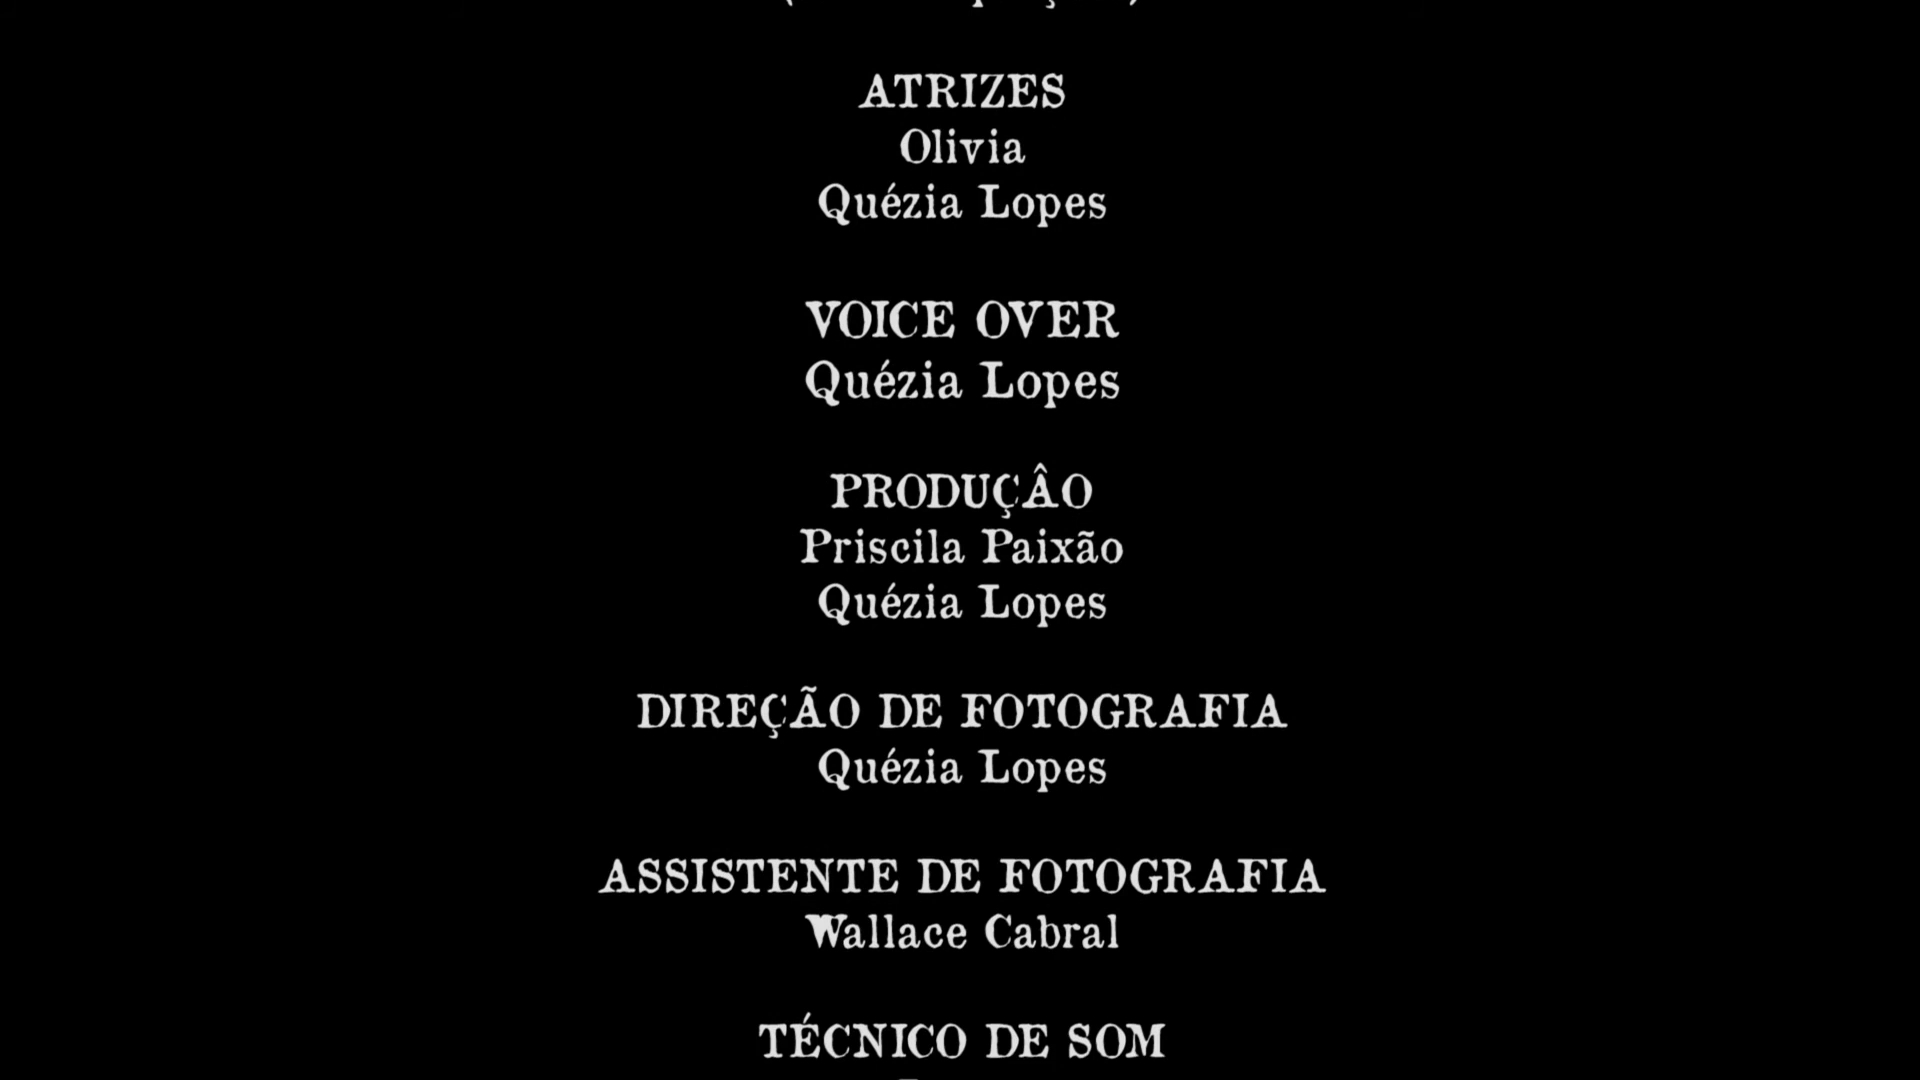 ATRIZES
Olivia
Quézia Lopes
VOICE OVER
Quézia Lopes
PRODUÇÂO
Priscila Paixão
Quézia Lopes
DIREÇÃO DE FOTOGRAFIA
Quézia Lopes
ASSISTENTE DE FOTOGRAFIA
Wallace Cabral
TÉCNICO DE SOM